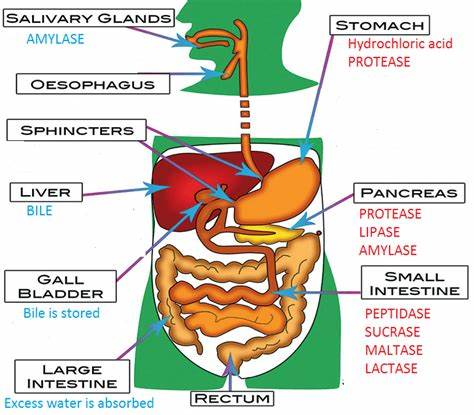 SALIVARY GLANDS
AMYLASE
OESOPHAGUS
SPHINCTERS
LIVER
BILE
GALL
BLADDER
Bile is stored
LARGE
INTESTINE
Excess water is absorbed
RECTUM
STOMACH
Hydrochloric acid
PROTEASE
PANCREAS
PROTEASE
LIPASE
AMYLASE
SMALL
INTESTINE
PEPTIDASE
SUCRASE
MALTASE
LACTASE